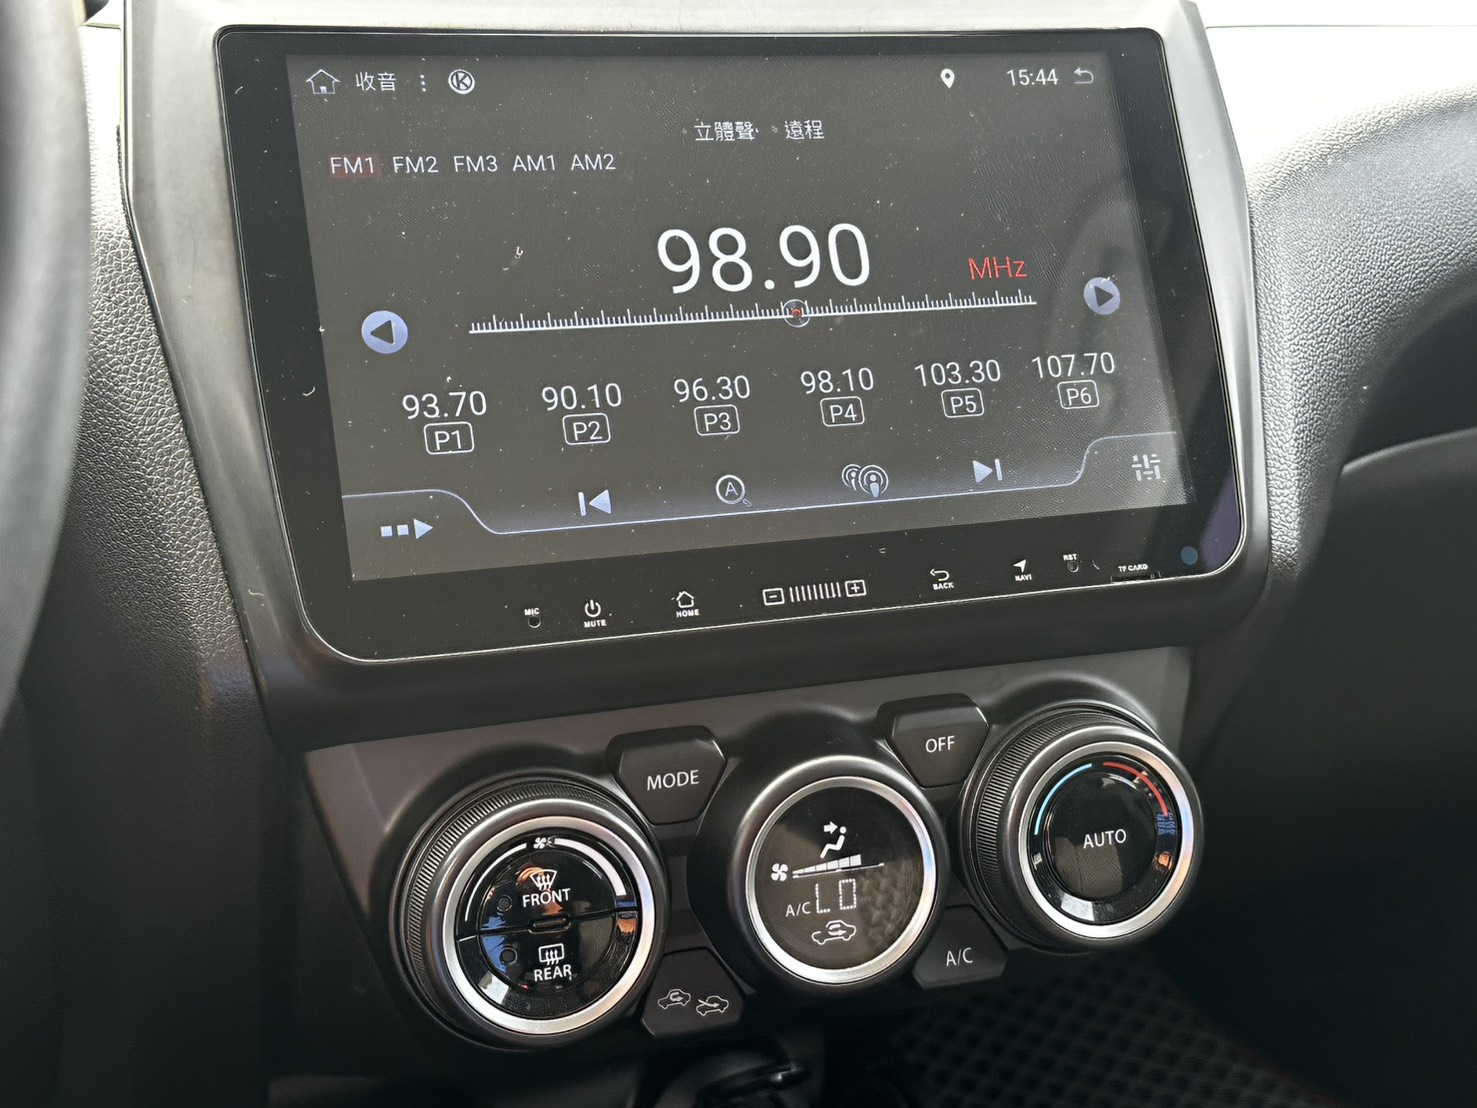 收音 15:44
立體聲 遠程
FM1 FM2 FM3 AM1 AM2
98.90 MHz
93.70 90.10 96.30 98.10 103.30 107.70
P1 P2 P3 P4 P5 P6
A
MIC MUTE HOME BACK NAVI RST TF CARD
MODE OFF
FRONT
REAR
A/C LO
AUTO
A/C